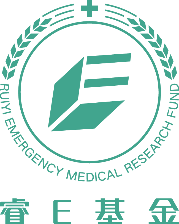 RUIYI EMERGENCY MEDICAL RESEARCH FUND
睿E基金